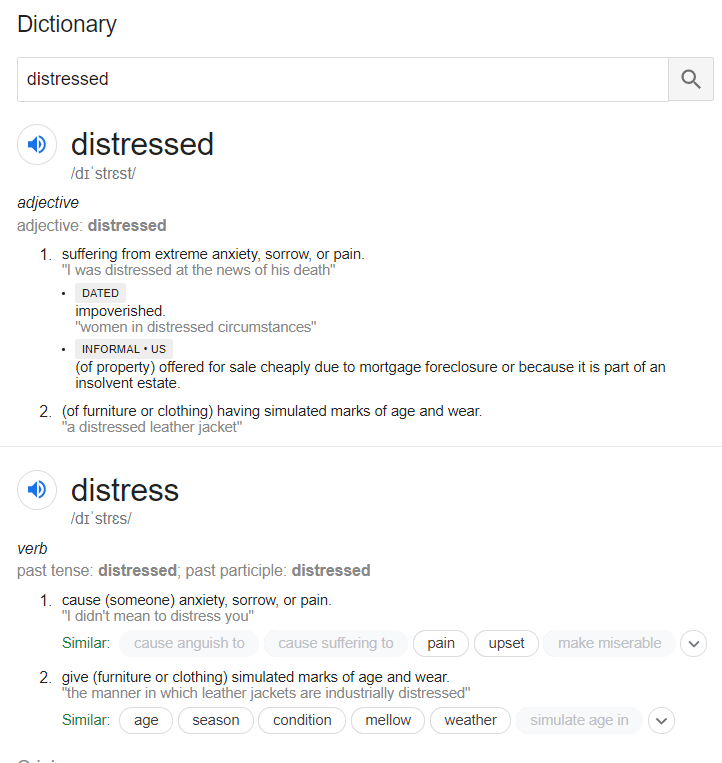 Dictionary
distressed
distressed
/dɪˈstrɛst/
adjective
adjective: distressed
1. suffering from extreme anxiety, sorrow, or pain.
"I was distressed at the news of his death"
• DATED
impoverished.
"women in distressed circumstances"
• INFORMAL • US
(of property) offered for sale cheaply due to mortgage foreclosure or because it is part of an
insolvent estate.
2. (of furniture or clothing) having simulated marks of age and wear.
"a distressed leather jacket"
distress
/dɪˈstrɛs/
verb
past tense: distressed; past participle: distressed
1. cause (someone) anxiety, sorrow, or pain.
"I didn't mean to distress you"
Similar: cause anguish to cause suffering to pain upset make miserable
2. give (furniture or clothing) simulated marks of age and wear.
"the manner in which leather jackets are industrially distressed"
Similar: age season condition mellow weather simulate age in